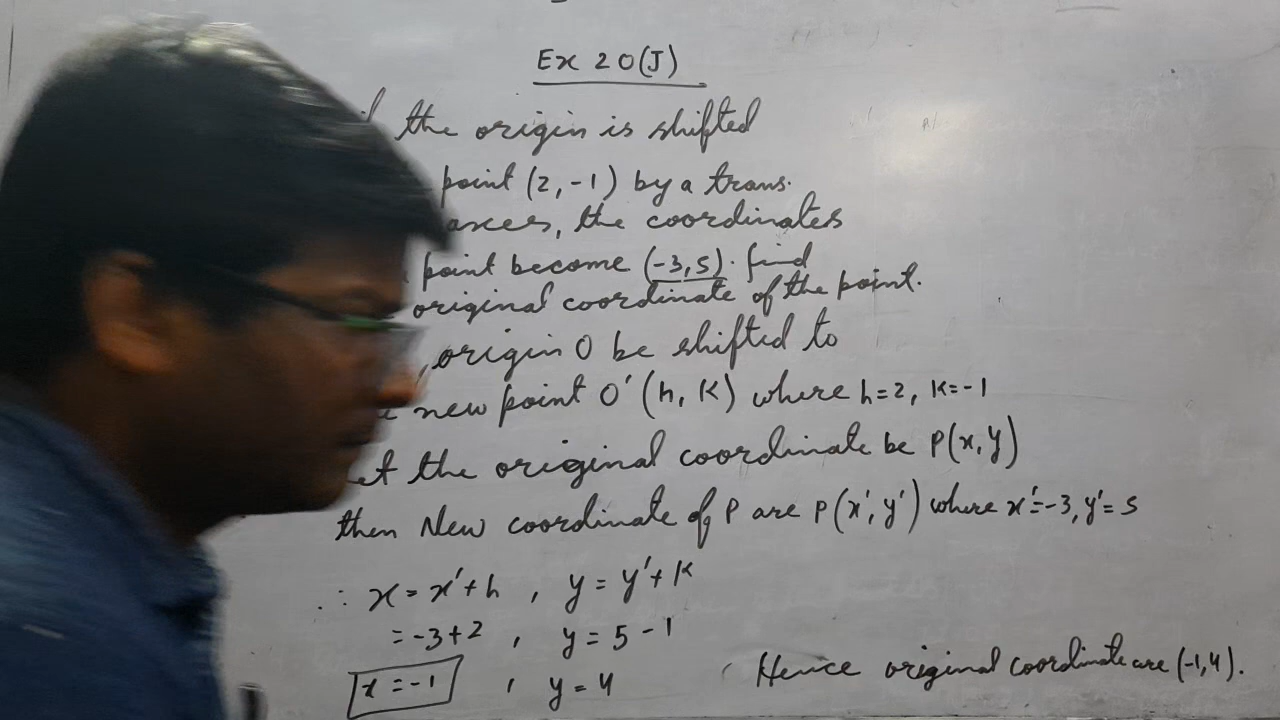 Ex 20(J)
the origin is shifted
point (2, -1) by a trans.
axes, the coordinates
point become (-3, 5). find
original coordinate of the point.
, origin O be shifted to
new point O' (h, K) where h=2, K=-1
the original coordinate be P(x, y)
then New coordinate of P are P(x', y') where x'=-3, y'=5
∴ x = x' + h , y = y' + K
= -3+2 , y = 5 - 1
x = -1 , y = 4
Hence original coordinate are (-1, 4).